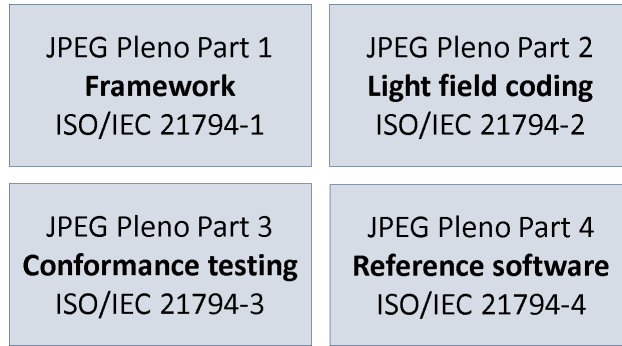 JPEG Pleno Part 1
Framework
ISO/IEC 21794-1
JPEG Pleno Part 2
Light field coding
ISO/IEC 21794-2
JPEG Pleno Part 3
Conformance testing
ISO/IEC 21794-3
JPEG Pleno Part 4
Reference software
ISO/IEC 21794-4